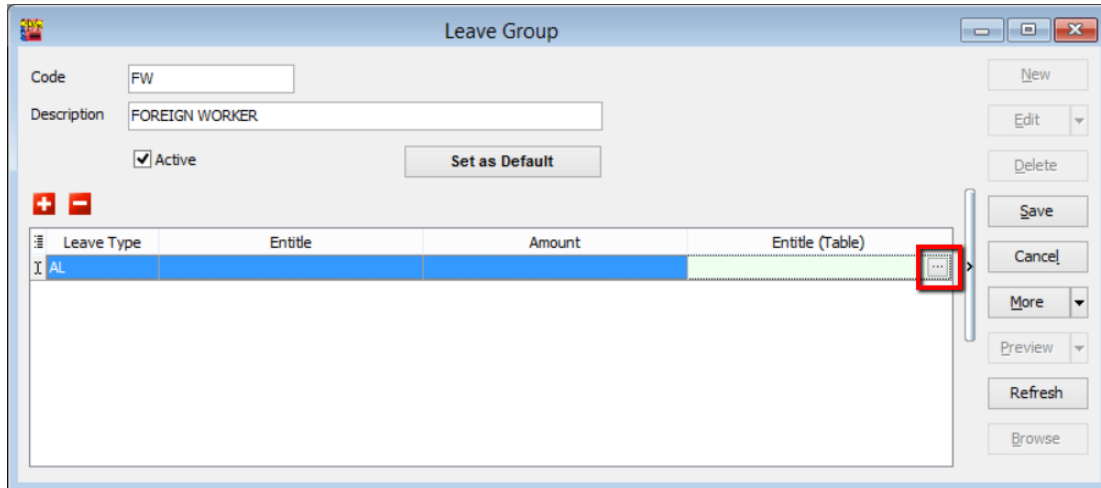 Leave Group
Code FW
Description FOREIGN WORKER
Active
Set as Default
Leave Type Entitle Amount Entitle (Table)
AL ...
New
Edit
Delete
Save
Cancel
More
Preview
Refresh
Browse